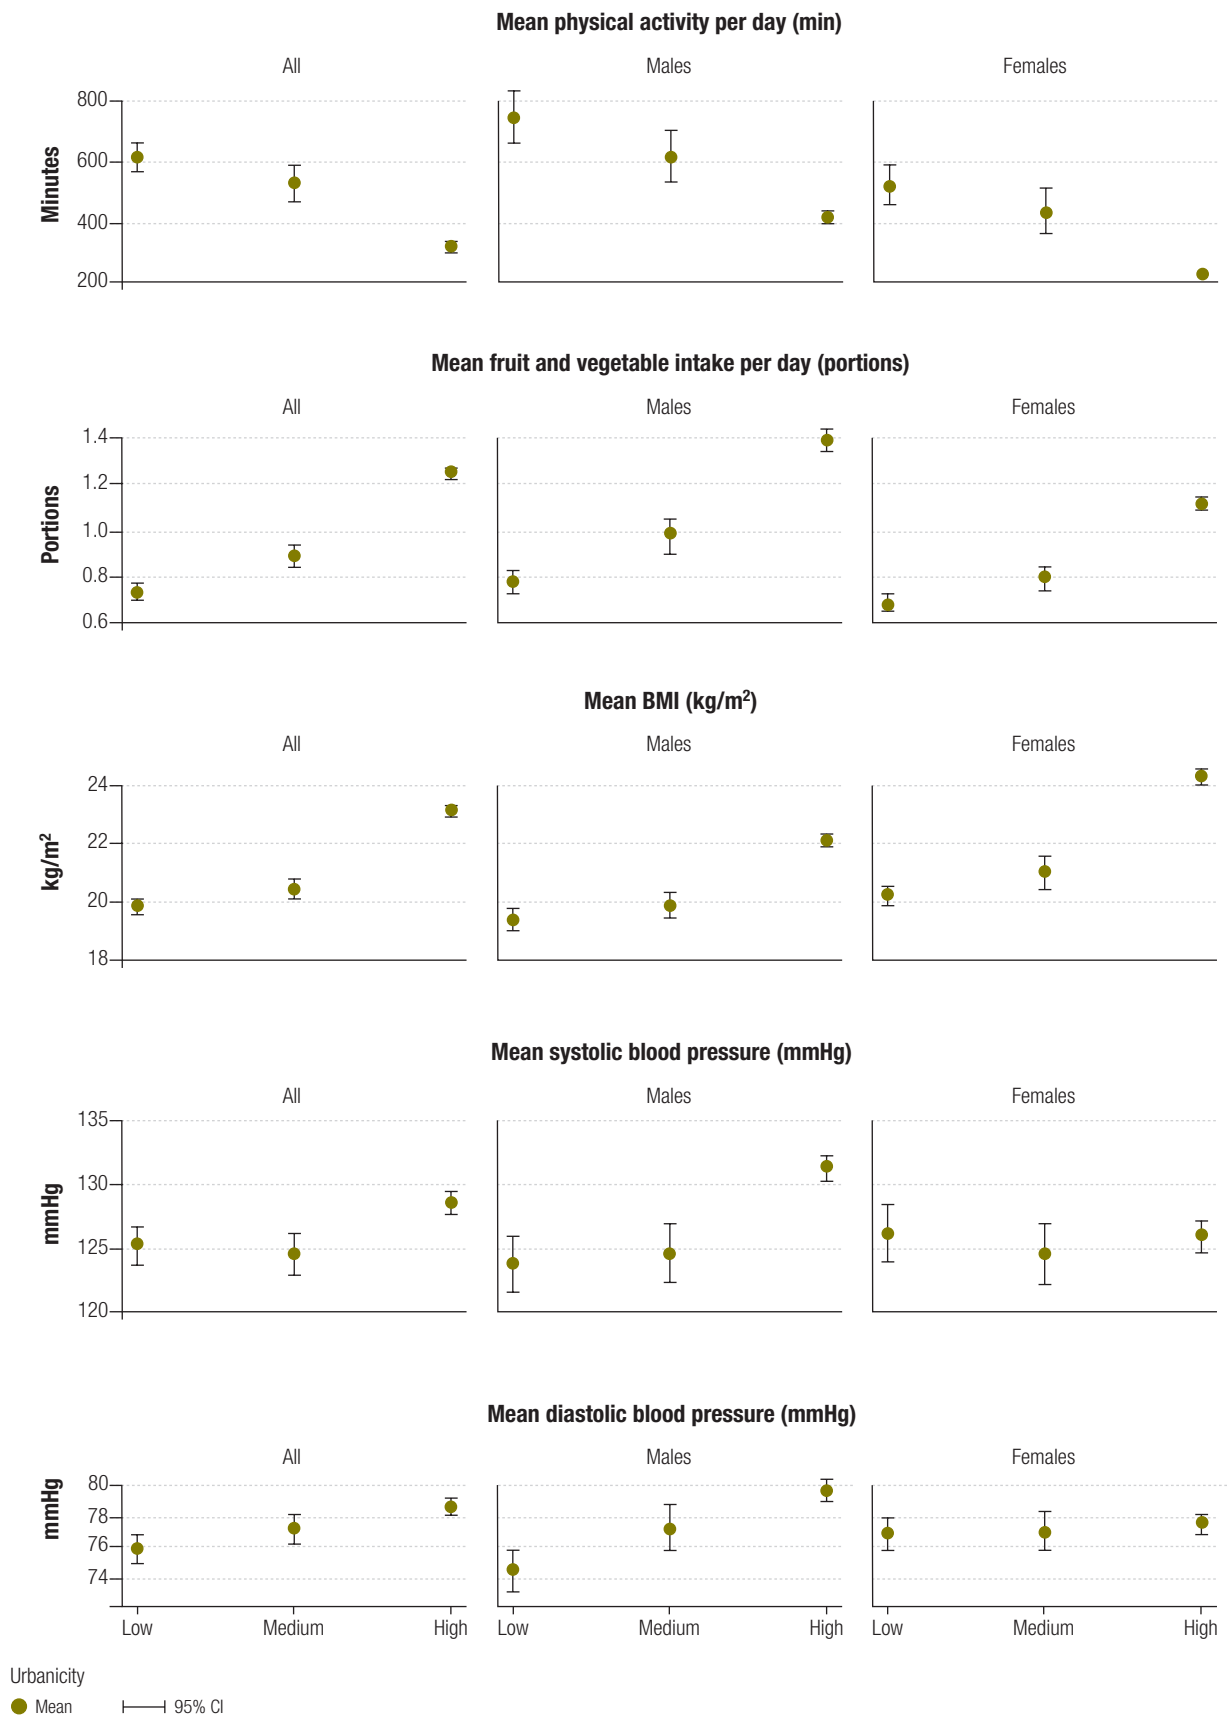 Mean physical activity per day (min)
All Males Females
Minutes
800
600
400
200
Mean fruit and vegetable intake per day (portions)
All Males Females
Portions
1.4
1.2
1.0
0.8
0.6
Mean BMI (kg/m²)
All Males Females
kg/m²
24
22
20
18
Mean systolic blood pressure (mmHg)
All Males Females
mmHg
135
130
125
120
Mean diastolic blood pressure (mmHg)
All Males Females
mmHg
80
78
76
74
Low Medium High Low Medium High Low Medium High
Urbanicity
Mean 95% CI